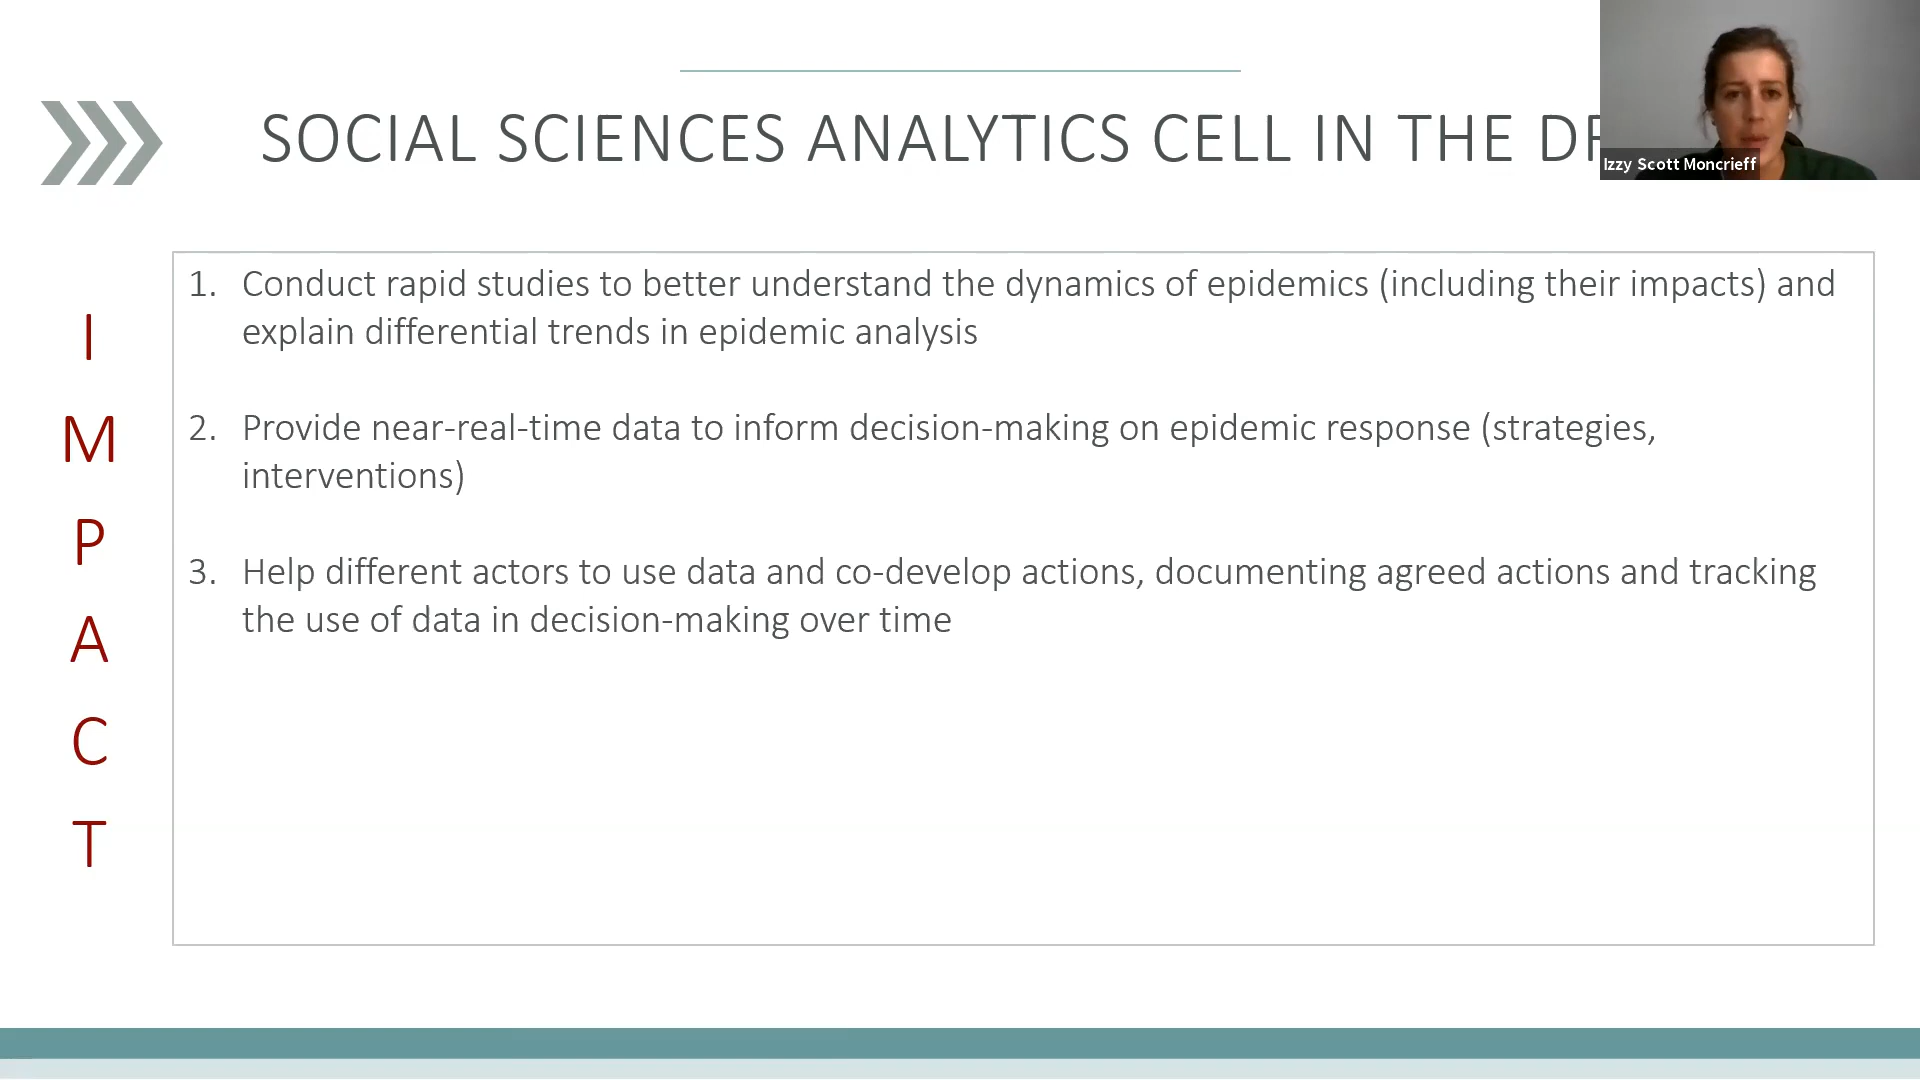 SOCIAL SCIENCES ANALYTICS CELL IN THE
Izzy Scott Moncrieff
I
M
P
A
C
T
1. Conduct rapid studies to better understand the dynamics of epidemics (including their impacts) and
explain differential trends in epidemic analysis
2. Provide near-real-time data to inform decision-making on epidemic response (strategies,
interventions)
3. Help different actors to use data and co-develop actions, documenting agreed actions and tracking
the use of data in decision-making over time